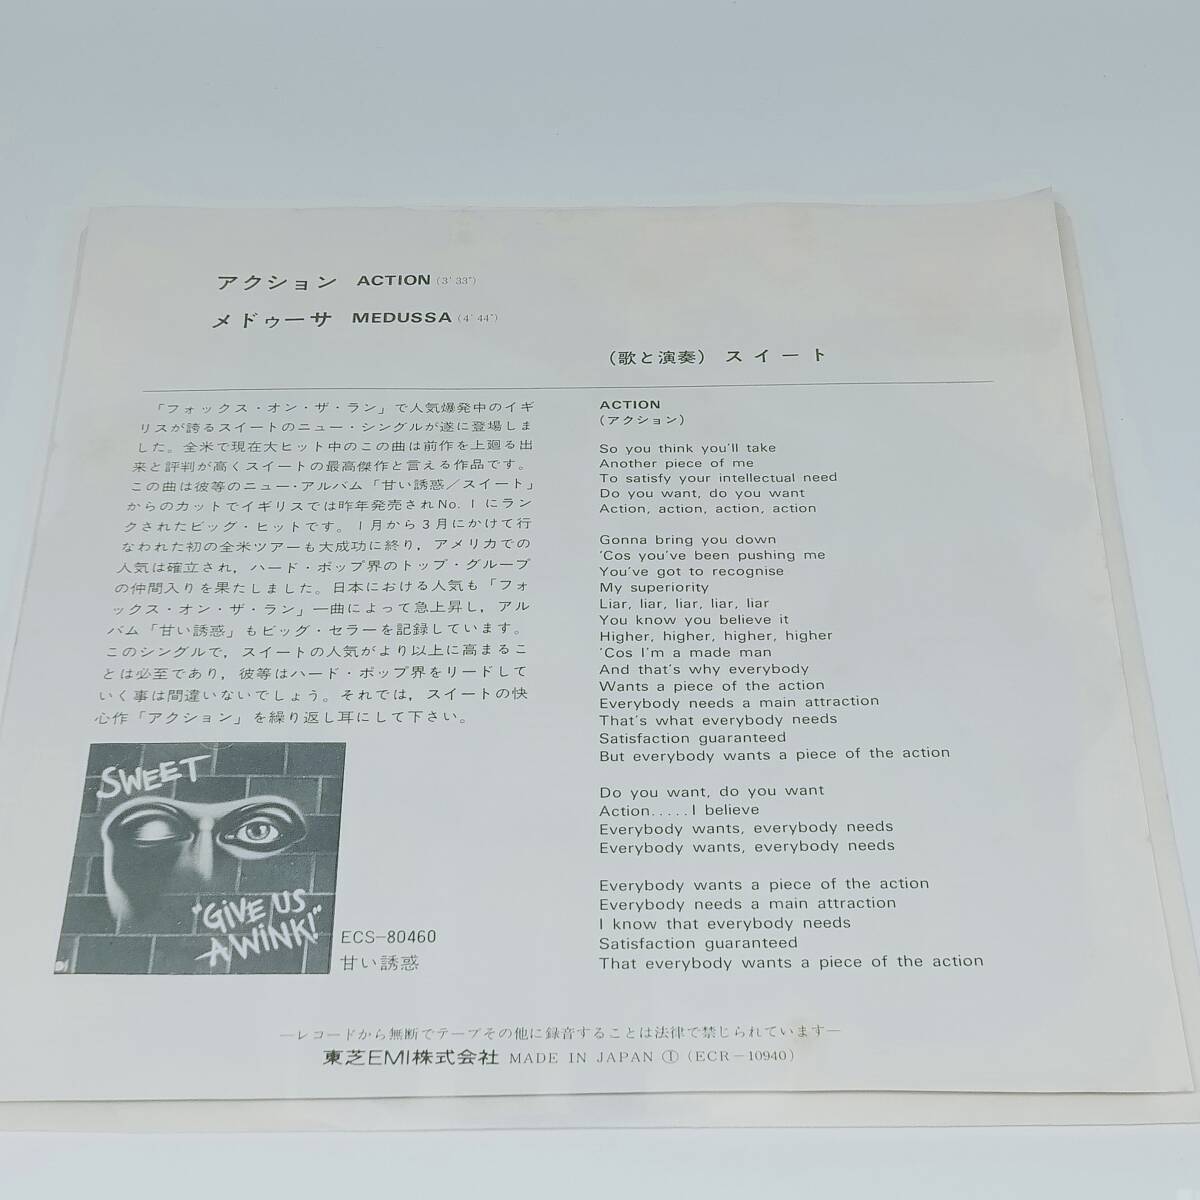 アクション ACTION (3'33")
メドゥーサ MEDUSSA (4'44")
(歌と演奏) スイート
「フォックス・オン・ザ・ラン」で人気爆発中のイギ
リスが誇るスイートのニュー・シングルが遂に登場しま
した。全米で現在大ヒット中のこの曲は前作を上廻る出
来と評判が高くスイートの最高傑作と言える作品です。
この曲は彼等のニュー・アルバム「甘い誘惑/スイート」
からのカットでイギリスでは昨年発売されNo.1にラン
クされたビッグ・ヒットです。1月から3月にかけて行
なわれた初の全米ツアーも大成功に終り,アメリカでの
人気は確立され,ハード・ポップ界のトップ・グループ
の仲間入りを果たしました。日本における人気も「フォ
ックス・オン・ザ・ラン」一曲によって急上昇し,アル
バム「甘い誘惑」もビッグ・セラーを記録しています。
このシングルで,スイートの人気がより以上に高まるこ
とは必至であり,彼等はハード・ポップ界をリードして
いく事は間違いないでしょう。それでは,スイートの快
心作「アクション」を繰り返し耳にして下さい。
SWEET
"GIVE US
A WINK!"
ECS-80460
甘い誘惑
ACTION
(アクション)
So you think you'll take
Another piece of me
To satisfy your intellectual need
Do you want, do you want
Action, action, action, action
Gonna bring you down
'Cos you've been pushing me
You've got to recognise
My superiority
Liar, liar, liar, liar, liar
You know you believe it
Higher, higher, higher, higher
'Cos I'm a made man
And that's why everybody
Wants a piece of the action
Everybody needs a main attraction
That's what everybody needs
Satisfaction guaranteed
But everybody wants a piece of the action
Do you want, do you want
Action.....I believe
Everybody wants, everybody needs
Everybody wants, everybody needs
Everybody wants a piece of the action
Everybody needs a main attraction
I know that everybody needs
Satisfaction guaranteed
That everybody wants a piece of the action
—レコードから無断でテープその他に録音することは法律で禁じられています—
東芝EMI株式会社 MADE IN JAPAN Ⓣ (ECR-10940)